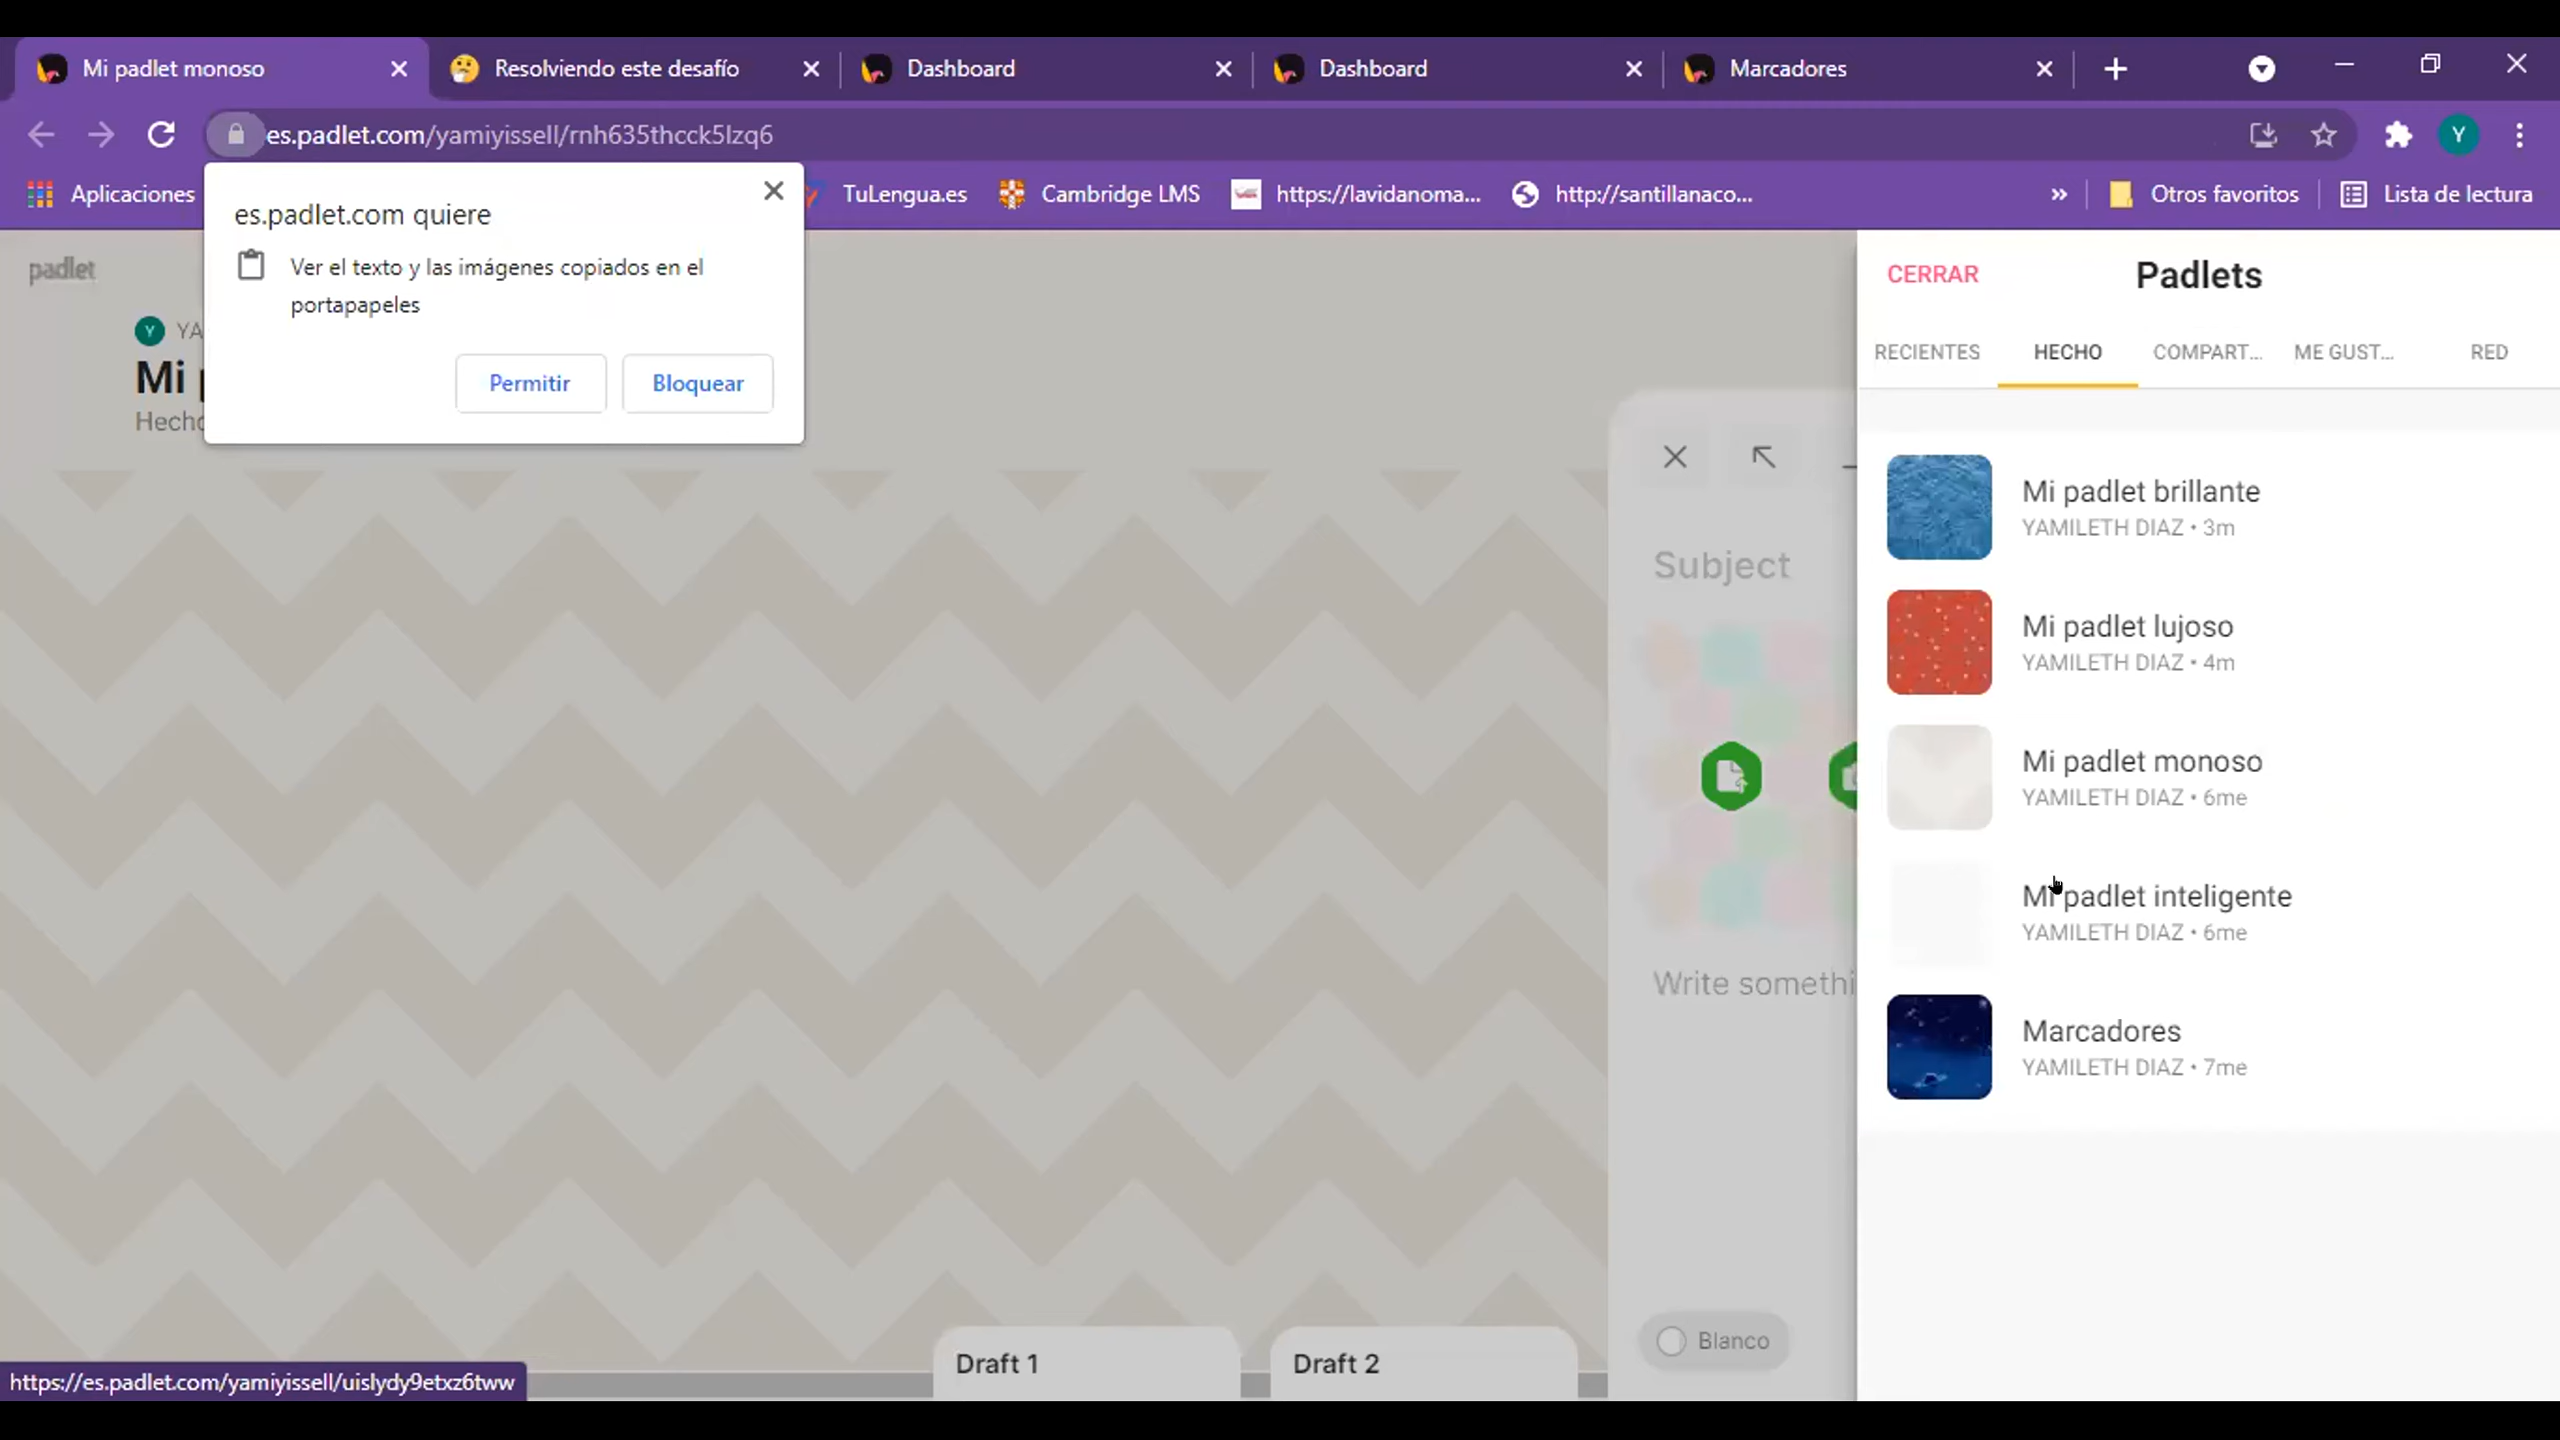 Mi padlet monoso
Resolviendo este desafío
Dashboard
Dashboard
Marcadores
es.padlet.com/yamiyissell/rnh635thcck5lzq6
Y
Aplicaciones
TuLengua.es
Cambridge LMS
https://lavidanoma...
http://santillanaco...
»
Otros favoritos
Lista de lectura
es.padlet.com quiere
Ver el texto y las imágenes copiados en el
portapapeles
Permitir
Bloquear
padlet
Y YA
Mi
Hecho
Subject
Write somethi
Blanco
Draft 1
Draft 2
https://es.padlet.com/yamiyissell/uislydy9etxz6tww
CERRAR
Padlets
RECIENTES
HECHO
COMPART...
ME GUST...
RED
Mi padlet brillante
YAMILETH DIAZ • 3m
Mi padlet lujoso
YAMILETH DIAZ • 4m
Mi padlet monoso
YAMILETH DIAZ • 6me
Mi padlet inteligente
YAMILETH DIAZ • 6me
Marcadores
YAMILETH DIAZ • 7me